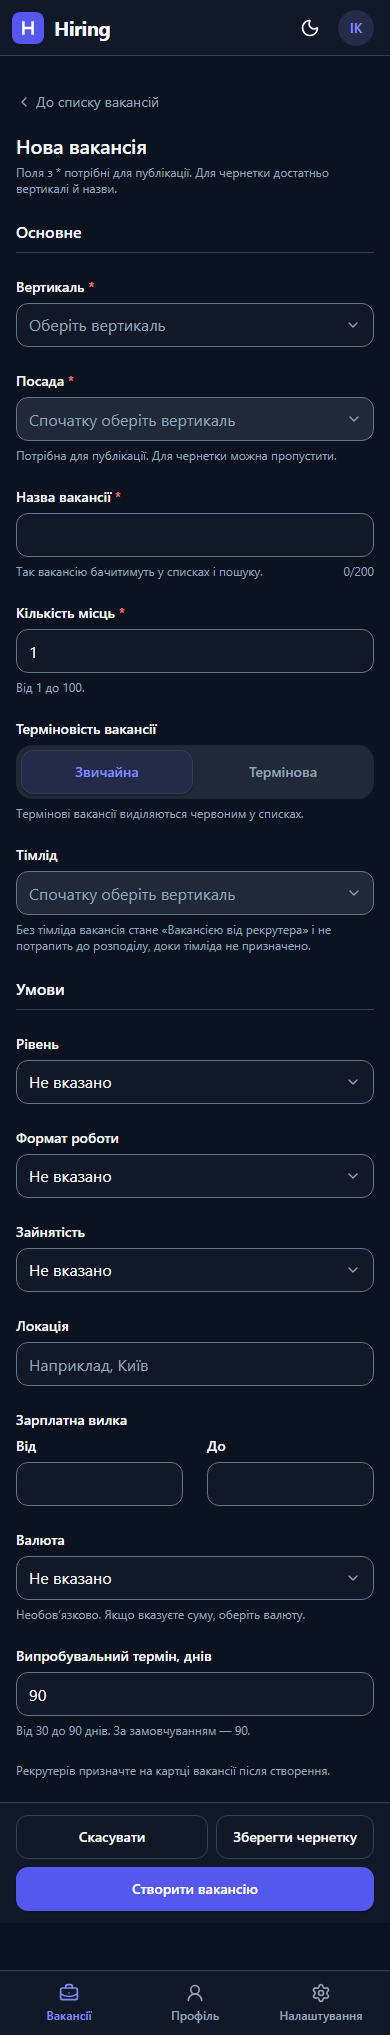 H Hiring IK
До списку вакансій
Нова вакансія
Поля з * потрібні для публікації. Для чернетки достатньо
вертикалі й назви.
Основне
Вертикаль *
Оберіть вертикаль
Посада *
Спочатку оберіть вертикаль
Потрібна для публікації. Для чернетки можна пропустити.
Назва вакансії *
Так вакансію бачитимуть у списках і пошуку. 0/200
Кількість місць *
1
Від 1 до 100.
Терміновість вакансії
Звичайна Термінова
Термінові вакансії виділяються червоним у списках.
Тімлід
Спочатку оберіть вертикаль
Без тімліда вакансія стане «Вакансією від рекрутера» і не
потрапить до розподілу, доки тімліда не призначено.
Умови
Рівень
Не вказано
Формат роботи
Не вказано
Зайнятість
Не вказано
Локація
Наприклад, Київ
Зарплатна вилка
Від До
Валюта
Не вказано
Необов’язково. Якщо вказуєте суму, оберіть валюту.
Випробувальний термін, днів
90
Від 30 до 90 днів. За замовчуванням — 90.
Рекрутерів призначте на картці вакансії після створення.
Скасувати Зберегти чернетку
Створити вакансію
Вакансії Профіль Налаштування